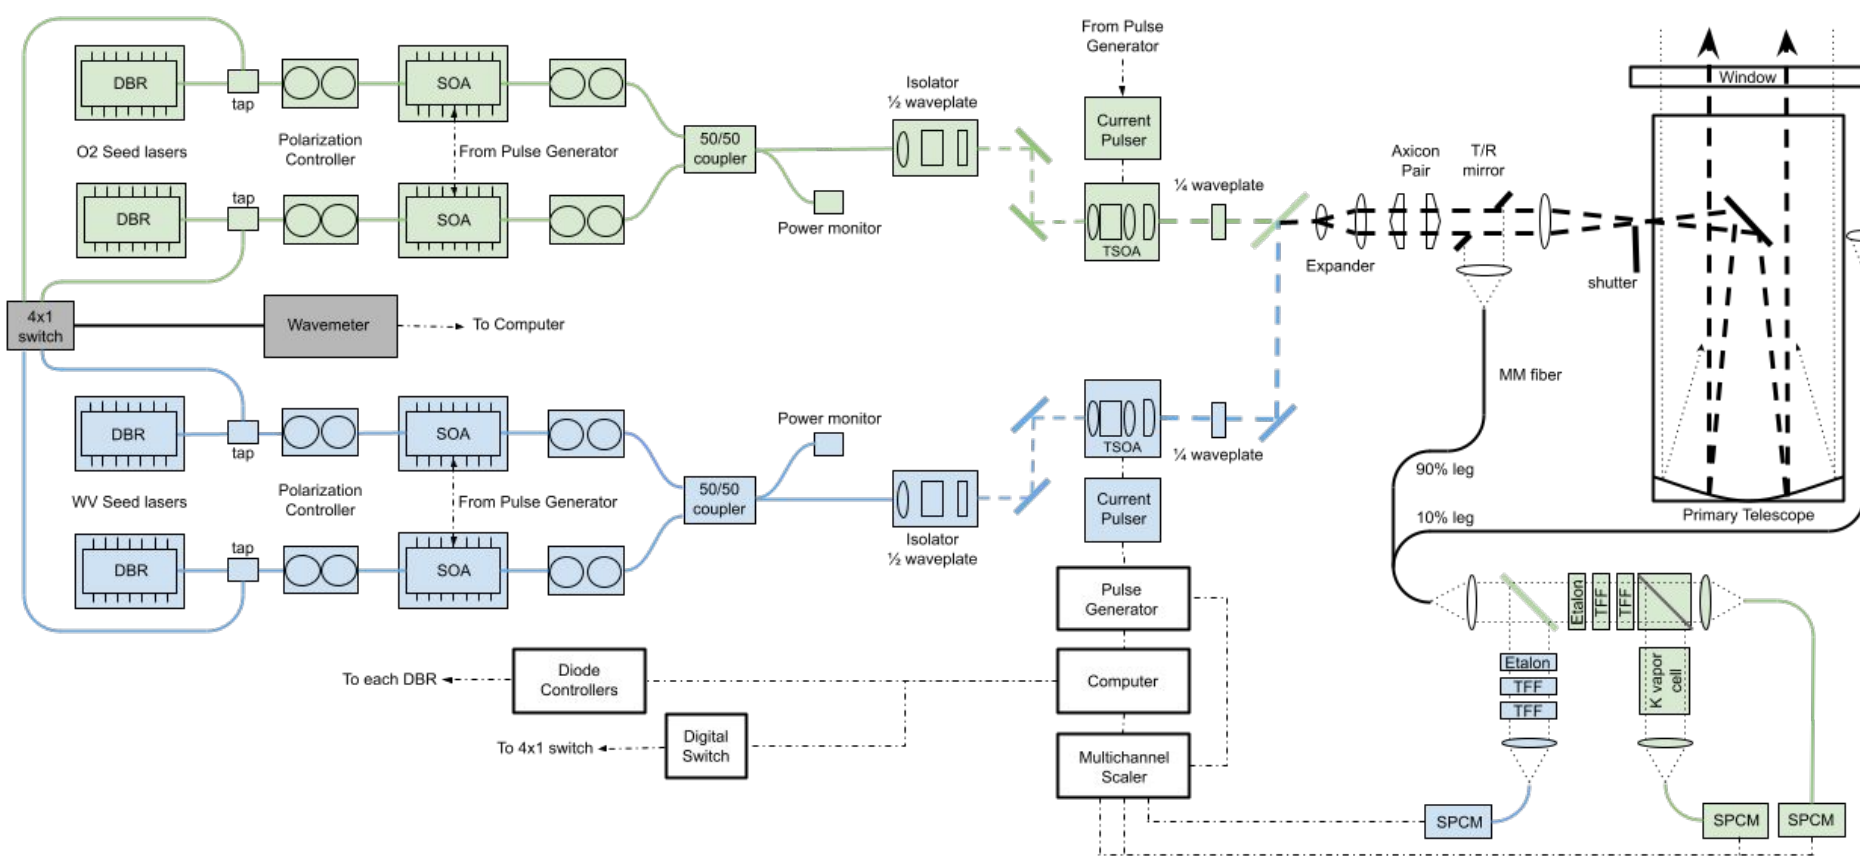 From Pulse
Generator
DBR
tap
SOA
Isolator
½ waveplate
Window
O2 Seed lasers
Polarization
Controller
From Pulse Generator
50/50
coupler
Current
Pulser
Axicon
Pair
T/R
mirror
DBR
tap
SOA
Power monitor
TSOA
¼ waveplate
Expander
shutter
4x1
switch
Wavemeter
To Computer
MM fiber
DBR
tap
SOA
Power monitor
TSOA
¼ waveplate
90% leg
WV Seed lasers
Polarization
Controller
From Pulse Generator
50/50
coupler
Isolator
½ waveplate
Current
Pulser
10% leg
Primary Telescope
DBR
tap
SOA
Pulse
Generator
Etalon
TFF
TFF
To each DBR
Diode
Controllers
Computer
Etalon
TFF
TFF
K vapor
cell
To 4x1 switch
Digital
Switch
Multichannel
Scaler
SPCM
SPCM
SPCM